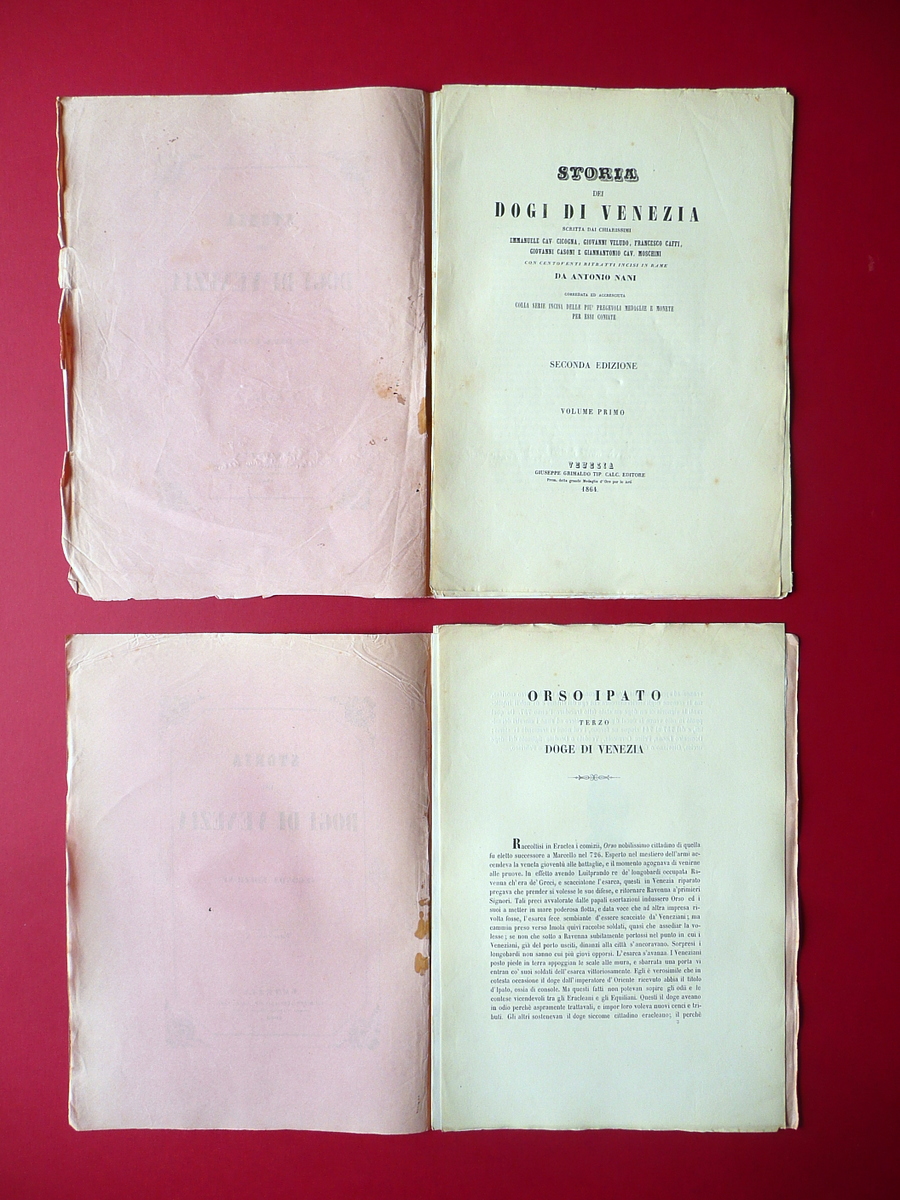 STORIA
DEI
DOGI DI VENEZIA
SCRITTA DAI CHIARISSIMI
EMMANUELE CAV. CICOGNA, GIOVANNI VELUDO, FRANCESCO CAFFI,
GIOVANNI CASONI E GIANNANTONIO CAV. MOSCHINI
CON CENTOVENTI RITRATTI INCISI IN RAME
DA ANTONIO NANI
CORREDATA ED ACCRESCIUTA
COLLA SERIE INCISA DELLE PIU' PREGEVOLI MEDAGLIE E MONETE
PER ESSI CONIATE
SECONDA EDIZIONE
VOLUME PRIMO
VENEZIA
GIUSEPPE GRIMALDO TIP. CALC. EDITORE
Prem. della grande Medaglia d'Oro per le arti
1864
ORSO IPATO
TERZO
DOGE DI VENEZIA
Raccoltisi in Eraclea i comizii, Orso nobilissimo cittadino di quella
fu eletto successore a Marcello nel 726. Esperto nel mestiero dell'armi ac-
cendeva la veneta gioventù alle battaglie, e il momento agognava di venirne
alle pruove. In effetto avendo Luitprando re de' longobardi occupata Ra-
venna ch'era de' Greci, e scacciatone l'esarca, questi in Venezia riparato
pregava che prender si volesse le sue difese, e ritornare Ravenna a'primieri
Signori. Tali preci avvalorate dalle papali esortazioni indussero Orso ed i
suoi a metter in mare poderosa flotta, e data voce che ad altra impresa ri-
volta fosse, l'esarca fece sembiante d'essere scacciato da' Veneziani; ma
cammin preso verso Imola quivi raccolse soldati, quasi che assediar la vo-
lesse; se non che sotto a Ravenna subitamente portossi nel punto in cui i
Veneziani, già del porto usciti, dinanzi alla città s'ancoravano. Sorpresi i
longobardi non sanno cui più giovi opporsi. L'esarca s'avanza. I Veneziani
posto piede in terra appoggian le scale alle mura, e sbarrata una porta vi
entran co' suoi soldati dell'esarca vittoriosamente. Egli è verosimile che in
cotesta occasione il doge dall'imperatore d'Oriente ricevuto abbia il titolo
d'Ipato, ossia di console. Ma questi fatti non potevan sopire gli odii e le
contese vicendevoli tra gli Eracleani e gli Equiliani. Questi il doge aveano
in odio perchè aspramente trattavali, e impor loro voleva nuovi censi e tri-
buti. Gli altri sostenevan il doge siccome cittadino eracleano; il perchè
2